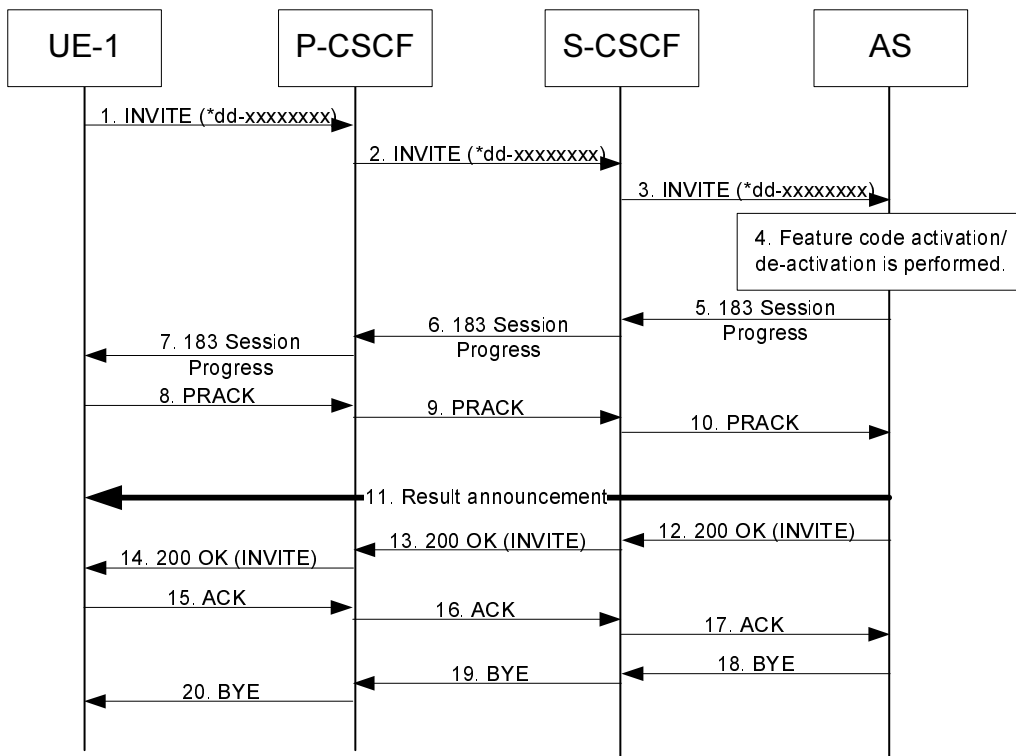 UE-1
P-CSCF
S-CSCF
AS
1. INVITE (*dd-xxxxxxxx)
2. INVITE (*dd-xxxxxxxx)
3. INVITE (*dd-xxxxxxxx)
4. Feature code activation/
de-activation is performed.
5. 183 Session
Progress
6. 183 Session
Progress
7. 183 Session
Progress
8. PRACK
9. PRACK
10. PRACK
11. Result announcement
12. 200 OK (INVITE)
13. 200 OK (INVITE)
14. 200 OK (INVITE)
15. ACK
16. ACK
17. ACK
18. BYE
19. BYE
20. BYE